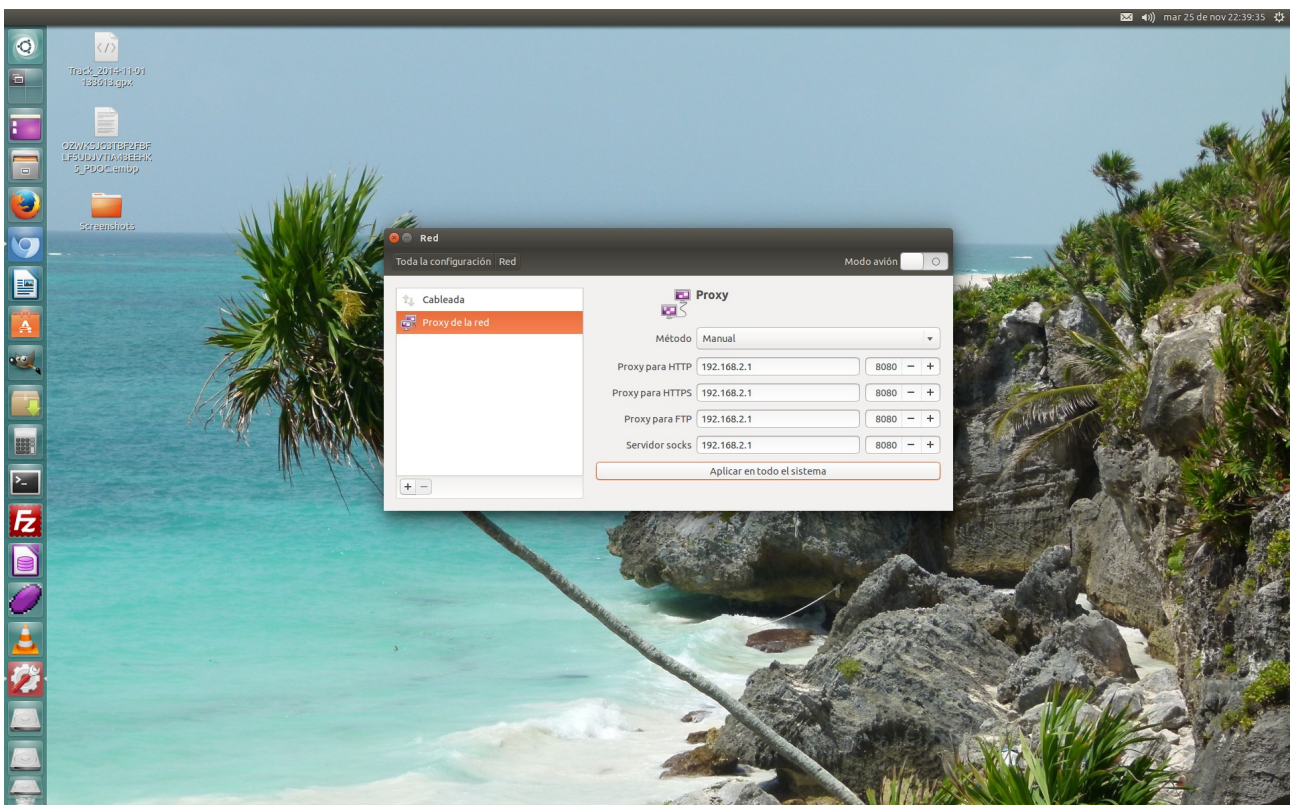 mar 25 de nov 22:39:35
Track_2014-11-01
133613.gpx
Screenshots
Red
Toda la configuración Red
Modo avión
Cableada
Proxy de la red
Proxy
Método Manual
Proxy para HTTP 192.168.2.1 8080 - +
Proxy para HTTPS 192.168.2.1 8080 - +
Proxy para FTP 192.168.2.1 8080 - +
Servidor socks 192.168.2.1 8080 - +
Aplicar en todo el sistema
+ -